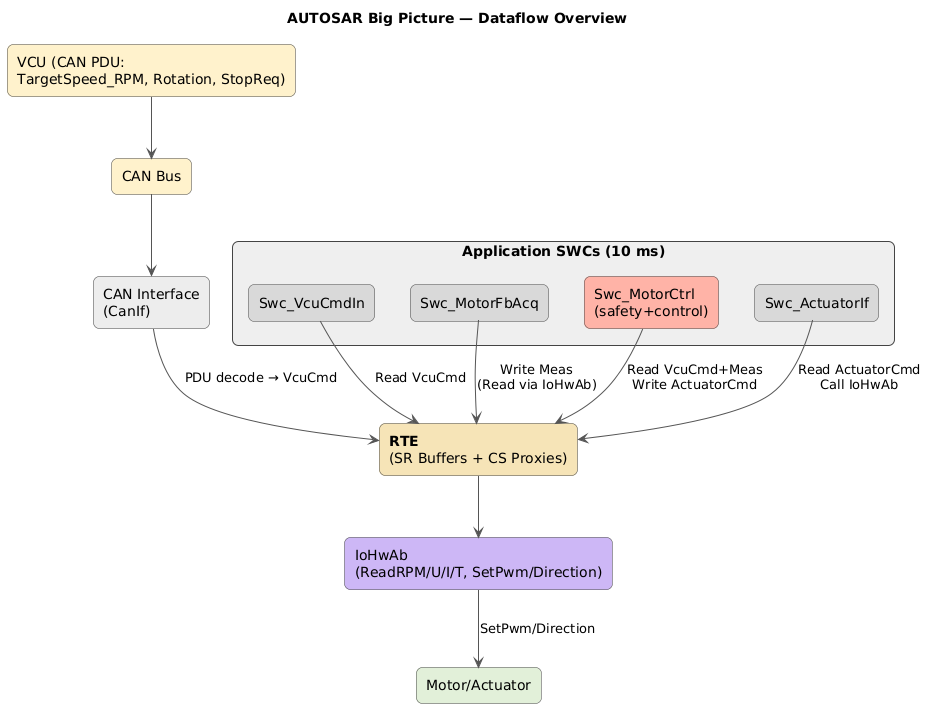 AUTOSAR Big Picture — Dataflow Overview
VCU (CAN PDU:
TargetSpeed_RPM, Rotation, StopReq)
CAN Bus
Application SWCs (10 ms)
CAN Interface
(CanIf)
Swc_VcuCmdIn
Swc_MotorFbAcq
Swc_MotorCtrl
(safety+control)
Swc_ActuatorIf
PDU decode → VcuCmd
Read VcuCmd
Write Meas
(Read via IoHwAb)
Read VcuCmd+Meas
Write ActuatorCmd
Read ActuatorCmd
Call IoHwAb
RTE
(SR Buffers + CS Proxies)
IoHwAb
(ReadRPM/U/I/T, SetPwm/Direction)
SetPwm/Direction
Motor/Actuator